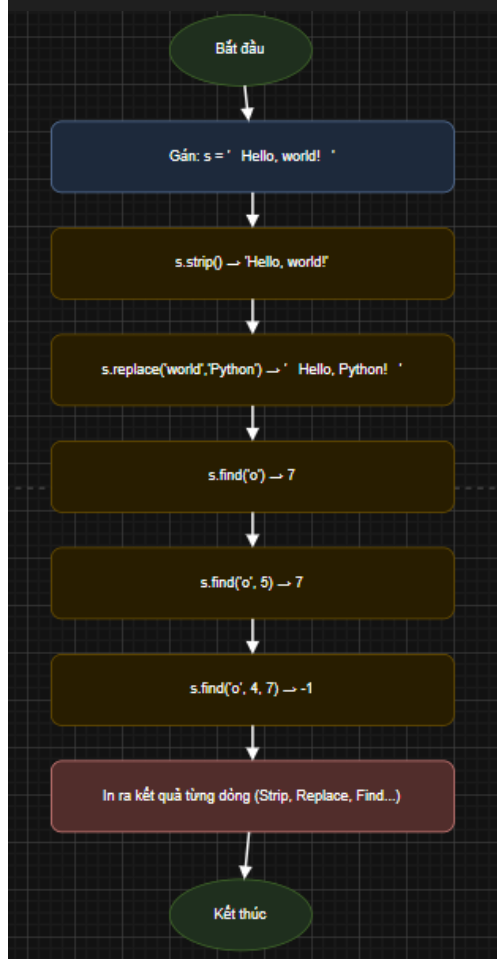 Bắt đầu
Gán: s = '   Hello, world!   '
s.strip() → 'Hello, world!'
s.replace('world','Python') → '   Hello, Python!   '
s.find('o') → 7
s.find('o', 5) → 7
s.find('o', 4, 7) → -1
In ra kết quả từng dòng (Strip, Replace, Find...)
Kết thúc